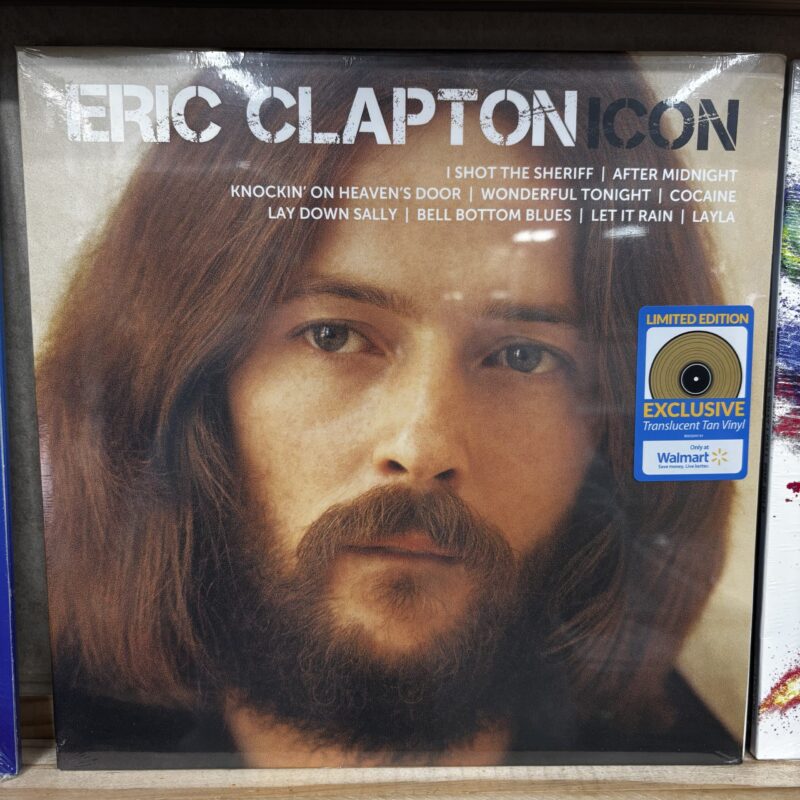 ERIC CLAPTON ICON
I SHOT THE SHERIFF | AFTER MIDNIGHT
KNOCKIN' ON HEAVEN'S DOOR | WONDERFUL TONIGHT | COCAINE
LAY DOWN SALLY | BELL BOTTOM BLUES | LET IT RAIN | LAYLA
LIMITED EDITION
EXCLUSIVE
Translucent Tan Vinyl
Only at
Walmart
Save money. Live better.